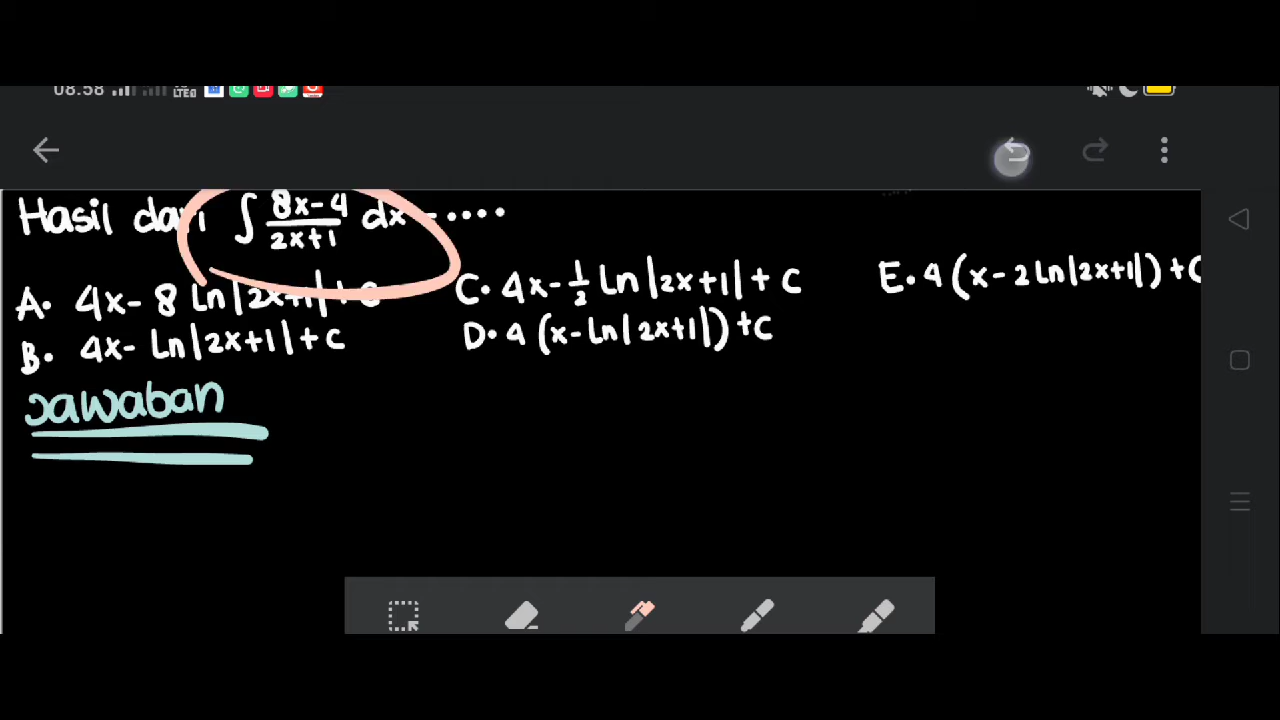 08.58 LTE
Hasil dari ∫ (8x-4)/(2x+1) dx = ....
A. 4x - 8 ln|2x+1| + C
B. 4x - ln|2x+1| + C
C. 4x - 1/2 ln|2x+1| + C
D. 4 (x - ln|2x+1|) + C
E. 4 (x - 2 ln|2x+1|) + C
Jawaban